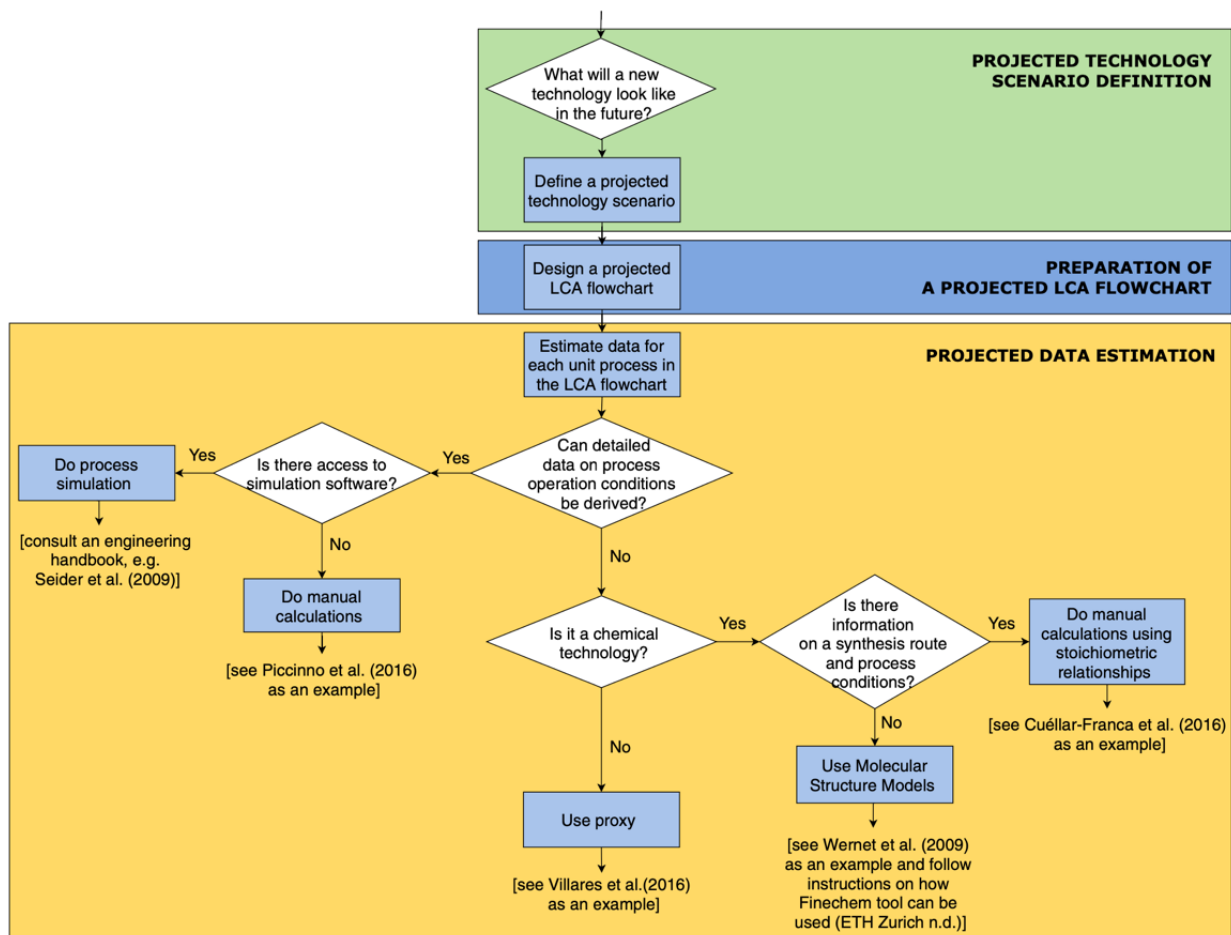 What will a new
technology look like
in the future?
PROJECTED TECHNOLOGY
SCENARIO DEFINITION
Define a projected
technology scenario
Design a projected
LCA flowchart
PREPARATION OF
A PROJECTED LCA FLOWCHART
Estimate data for
each unit process in
the LCA flowchart
PROJECTED DATA ESTIMATION
Can detailed
data on process
operation conditions
be derived?
Yes
Is there access to
simulation software?
Yes
Do process
simulation
[consult an engineering
handbook, e.g.
Seider et al. (2009)]
No
Do manual
calculations
[see Piccinno et al. (2016)
as an example]
No
Is it a chemical
technology?
Yes
Is there
information
on a synthesis route
and process
conditions?
Yes
Do manual
calculations using
stoichiometric
relationships
[see Cuéllar-Franca et al. (2016)
as an example]
No
Use Molecular
Structure Models
[see Wernet et al. (2009)
as an example and follow
instructions on how
Finechem tool can be
used (ETH Zurich n.d.)]
No
Use proxy
[see Villares et al.(2016)
as an example]